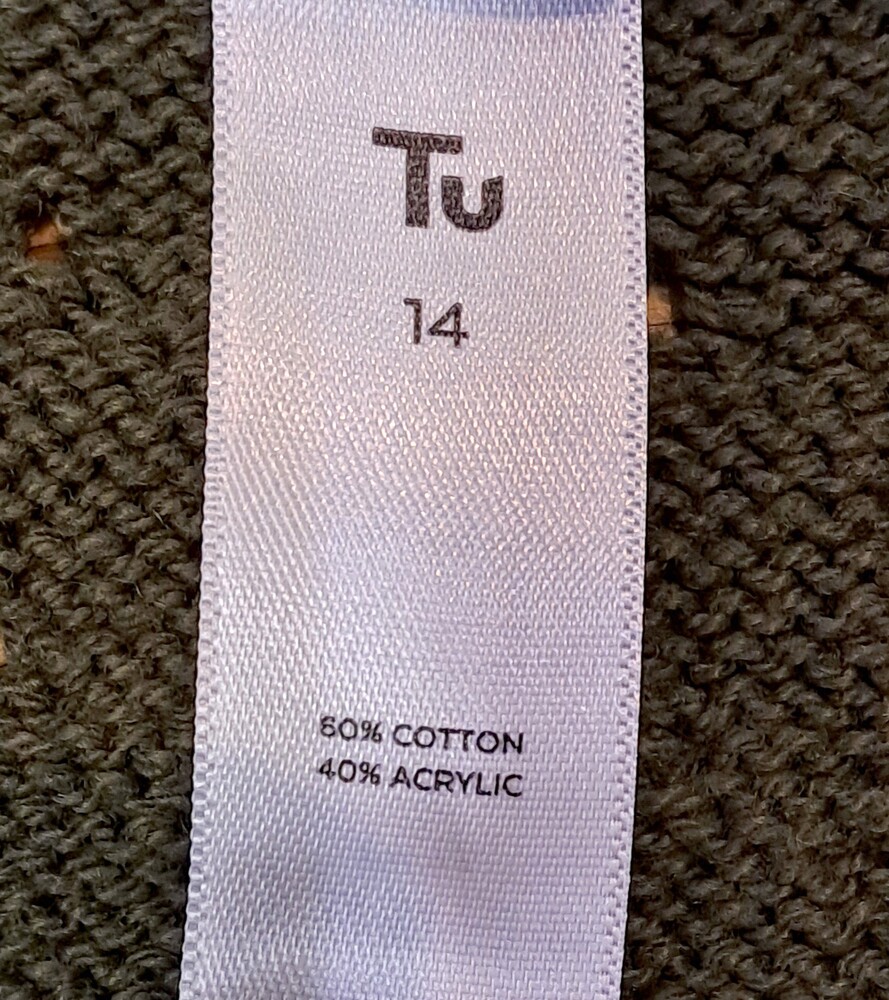 Tu
14
60% COTTON
40% ACRYLIC